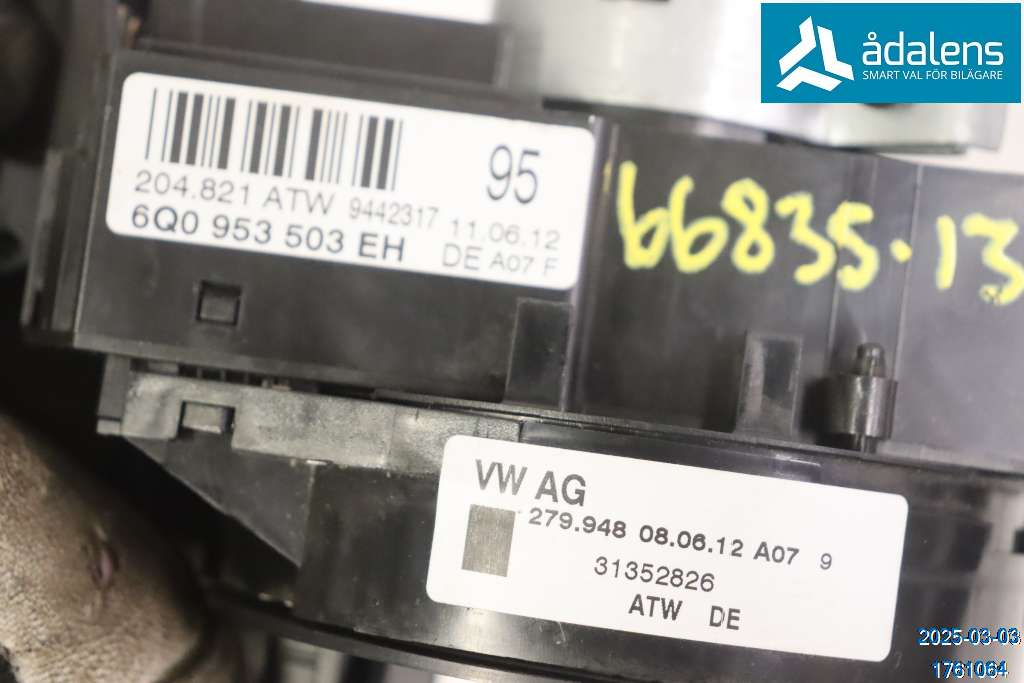 ådalens
SMART VAL FÖR BILÄGARE
95
204.821 ATW 9442317 11.06.12
6Q0 953 503 EH DE A07 F
66835.13
VW AG
279.948 08.06.12 A07 9
31352826
ATW DE
2025-03-03
1761064